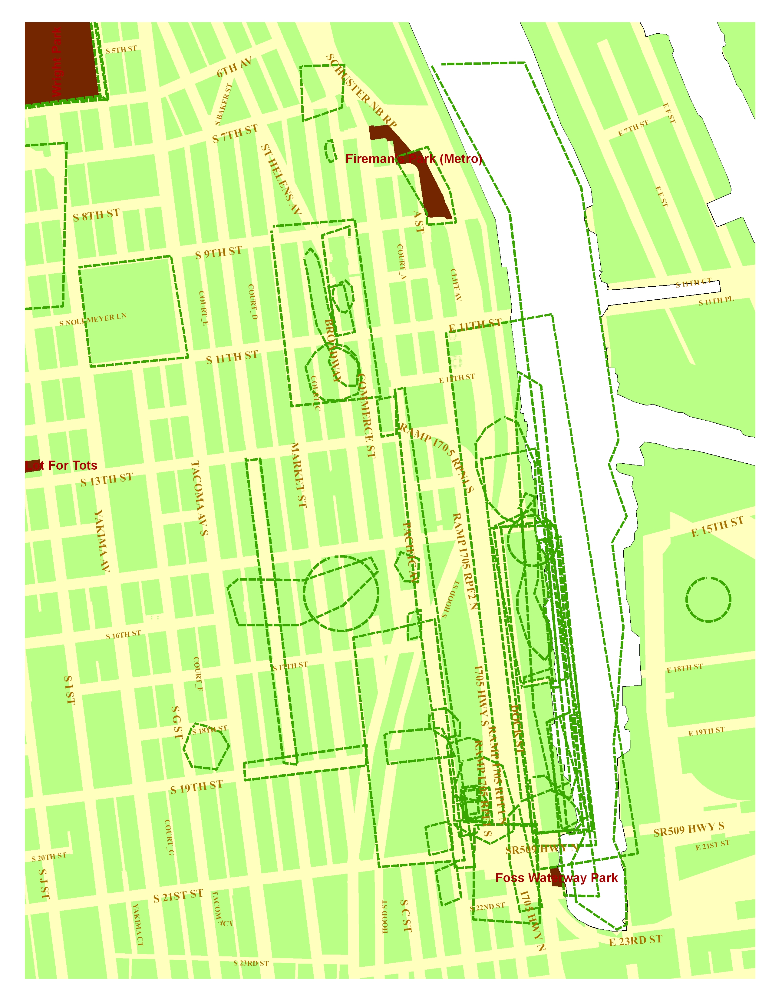 Wright Park
S 5TH ST
6TH AV
SCHUSTER NB RP
S BAKER ST
S 7TH ST
E F ST
E 7TH ST
ST HELENS AV
Fireman's Park (Metro)
E E ST
S 8TH ST
A ST
S 9TH ST
COURT_A
CLIFF AV
S 11TH CT
S 11TH PL
COURT_E
COURT_D
S NOLLMEYER LN
BROADWAY
E 11TH ST
S 11TH ST
COURT_C
COMMERCE ST
E 12TH ST
RAMP I705 RPN1 S
MARKET ST
Lot For Tots
S 13TH ST
TACOMA AV S
YAKIMA AV
PACIFIC AV
RAMP I705 RPF2 N
E 15TH ST
S HOOD ST
S 16TH ST
S 17TH ST
COURT_F
I705 HWY S
E 18TH ST
S I ST
S G ST
S 18TH ST
DOCK ST
RAMP I705 RPF1 N
E 19TH ST
S 19TH ST
COURT_G
SR509 HWY S
SR509 HWY N
E 21ST ST
S 20TH ST
S J ST
Foss Waterway Park
S 21ST ST
YAKIMA CT
HOOD ST
S C ST
S 22ND ST
I705 HWY N
E 23RD ST
S 23RD ST